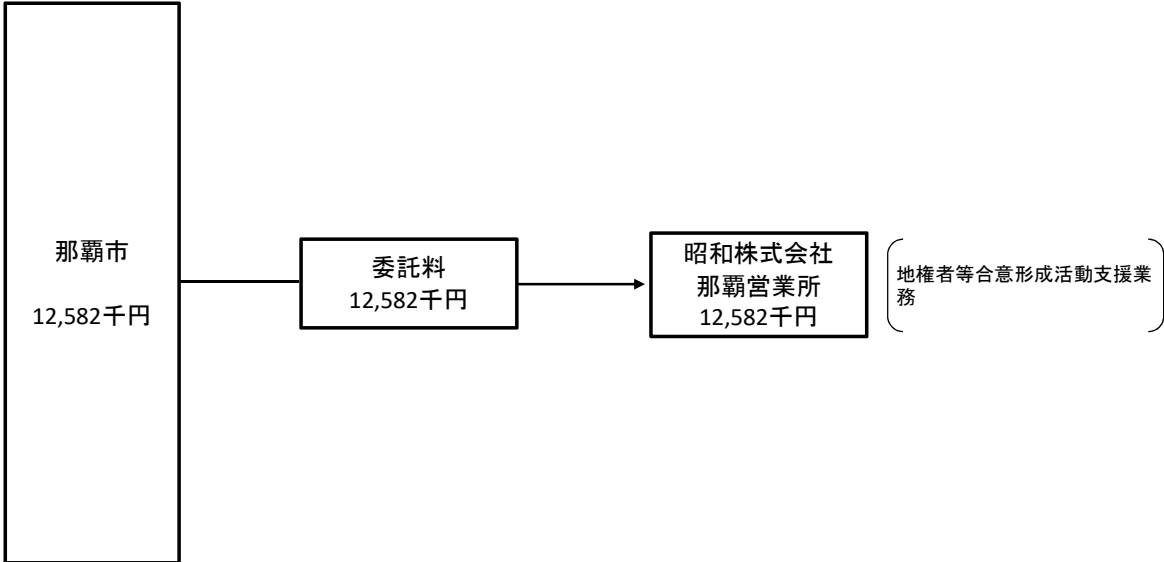 那覇市
12,582千円
委託料
12,582千円
昭和株式会社
那覇営業所
12,582千円
地権者等合意形成活動支援業
務